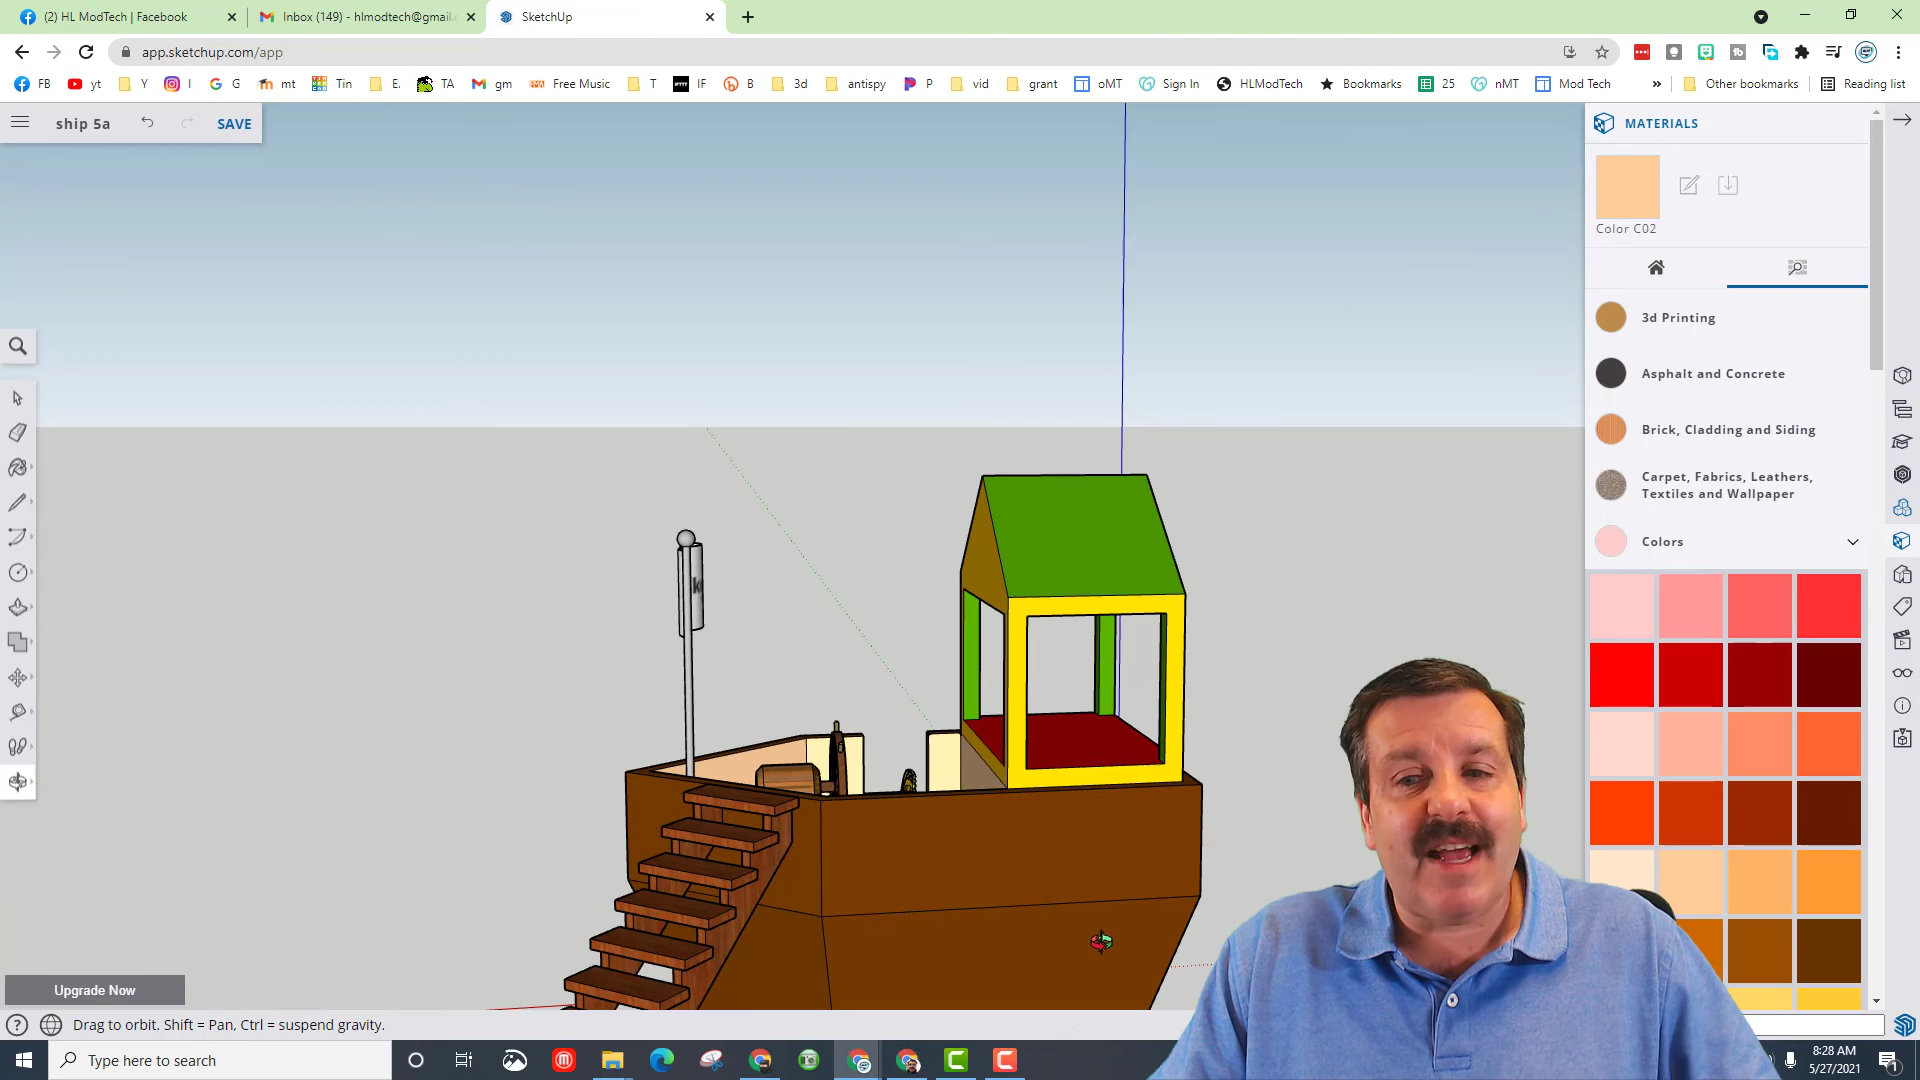 (2) HL ModTech | Facebook
Inbox (149) - hlmodtech@gmail.c
SketchUp
app.sketchup.com/app
FB
yt
Y
I
G
mt
Tin
E.
TA
gm
Free Music
T
IF
B
3d
antispy
P
vid
grant
oMT
Sign In
HLModTech
Bookmarks
25
nMT
Mod Tech
»
Other bookmarks
Reading list
ship 5a
SAVE
MATERIALS
Color C02
3d Printing
Asphalt and Concrete
Brick, Cladding and Siding
Carpet, Fabrics, Leathers,
Textiles and Wallpaper
Colors
Upgrade Now
Drag to orbit. Shift = Pan, Ctrl = suspend gravity.
Type here to search
8:28 AM
5/27/2021
1